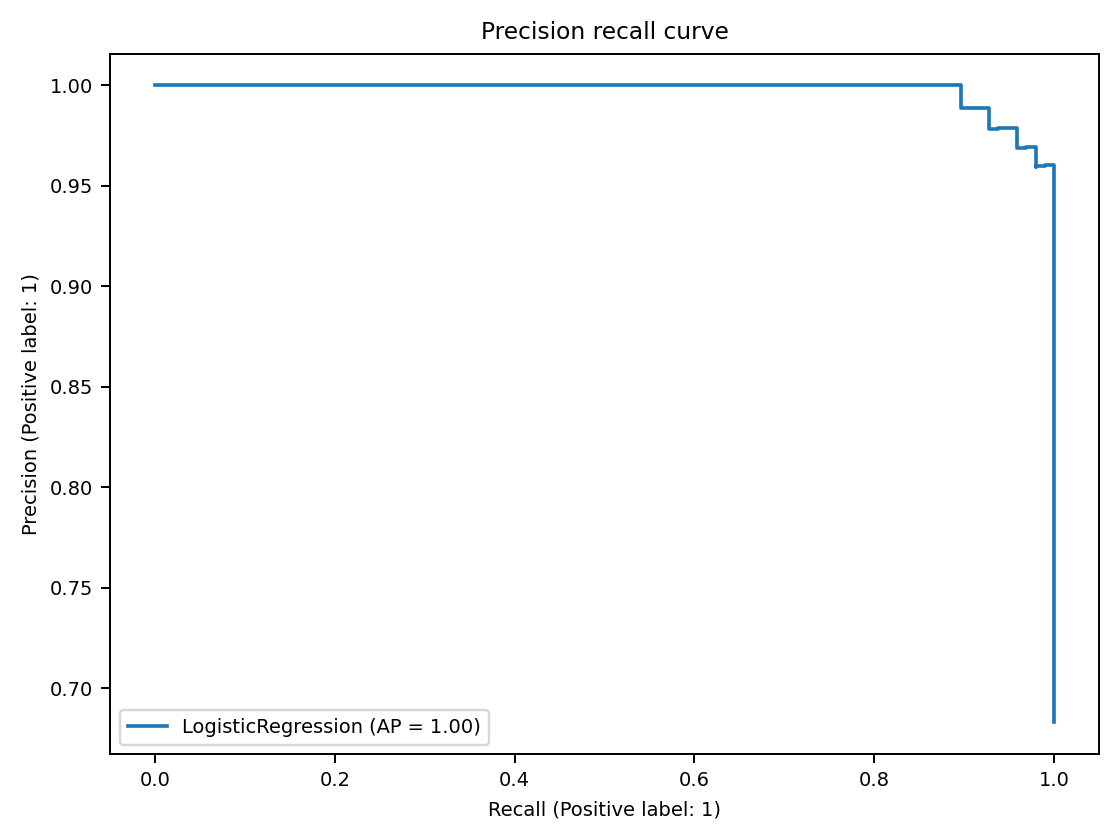 Precision recall curve
1.00
0.95
0.90
0.85
0.80
0.75
0.70
Precision (Positive label: 1)
LogisticRegression (AP = 1.00)
0.0 0.2 0.4 0.6 0.8 1.0
Recall (Positive label: 1)